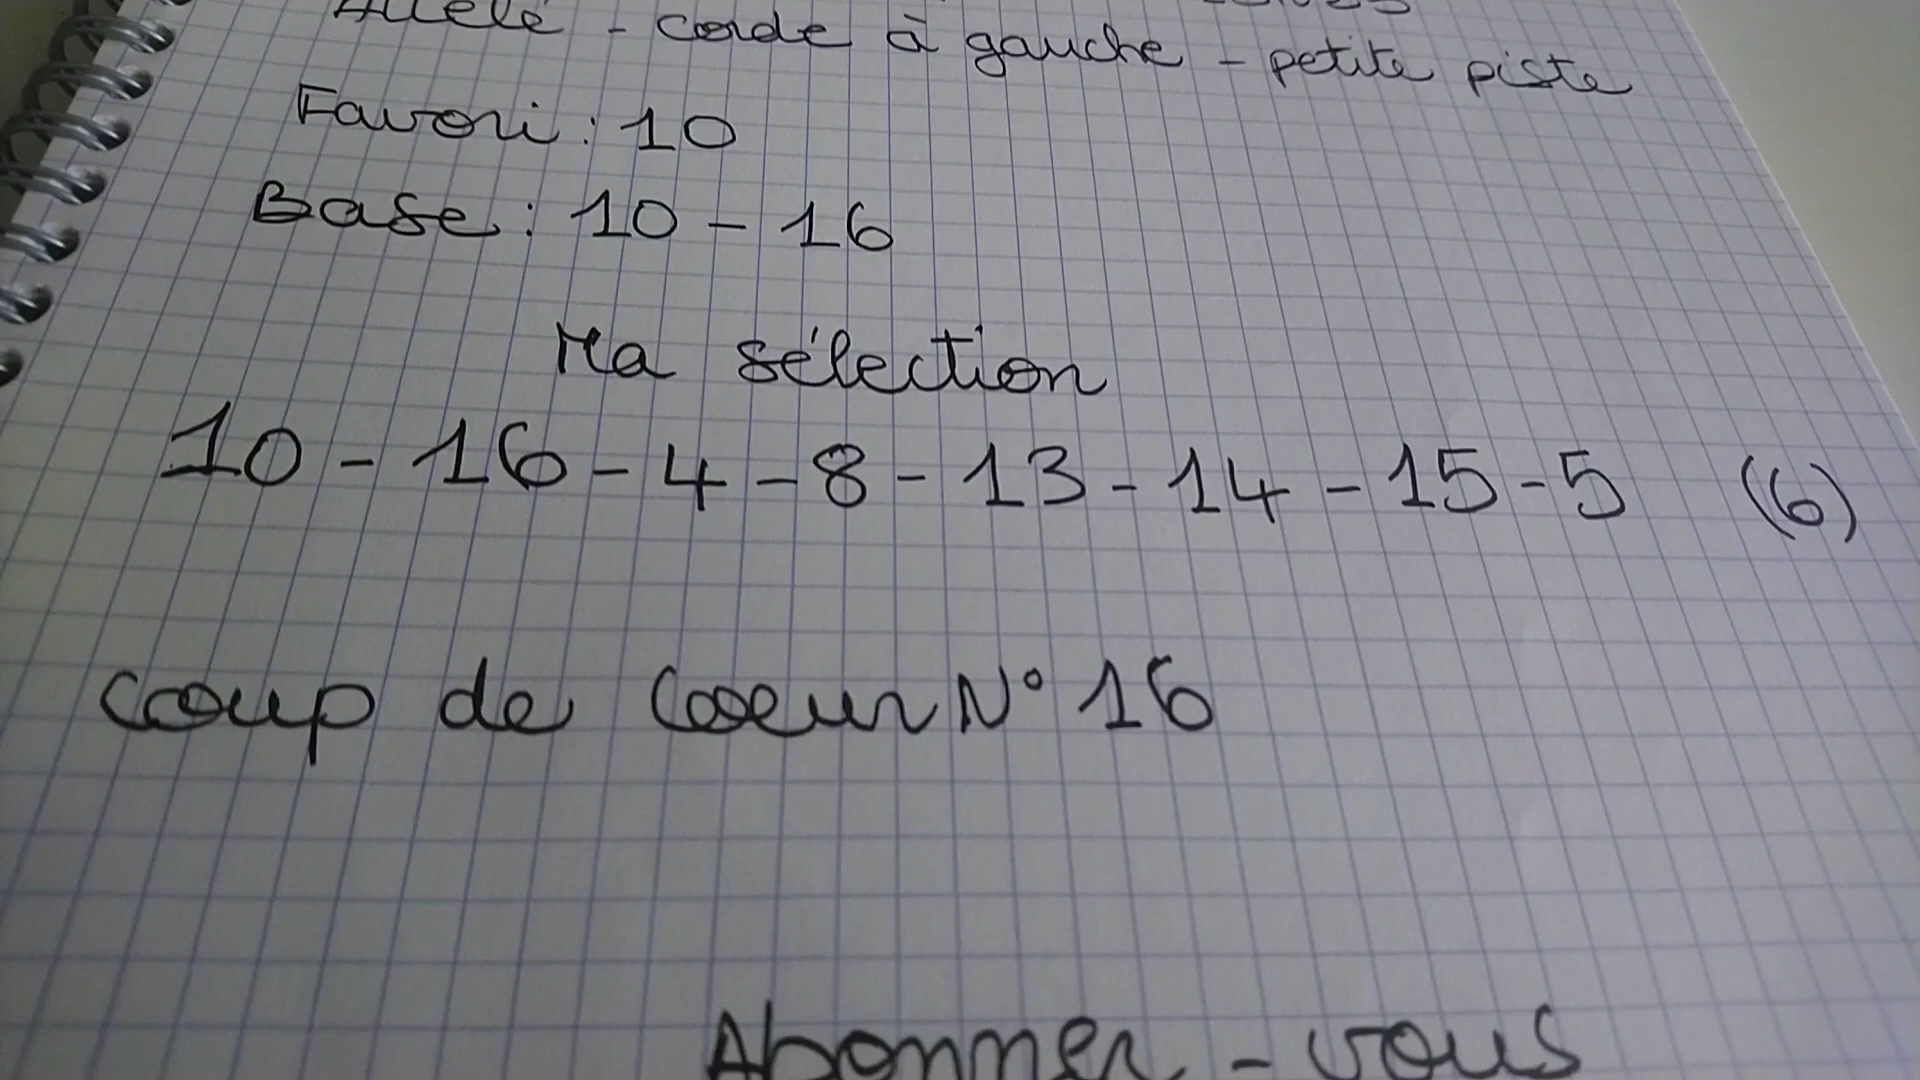 Attelé - corde à gauche - petite piste
Favori : 10
Base : 10 - 16
Ma sélection
10 - 16 - 4 - 8 - 13 - 14 - 15 - 5 (6)
Coup de Coeur N° 16
Abonner - vous